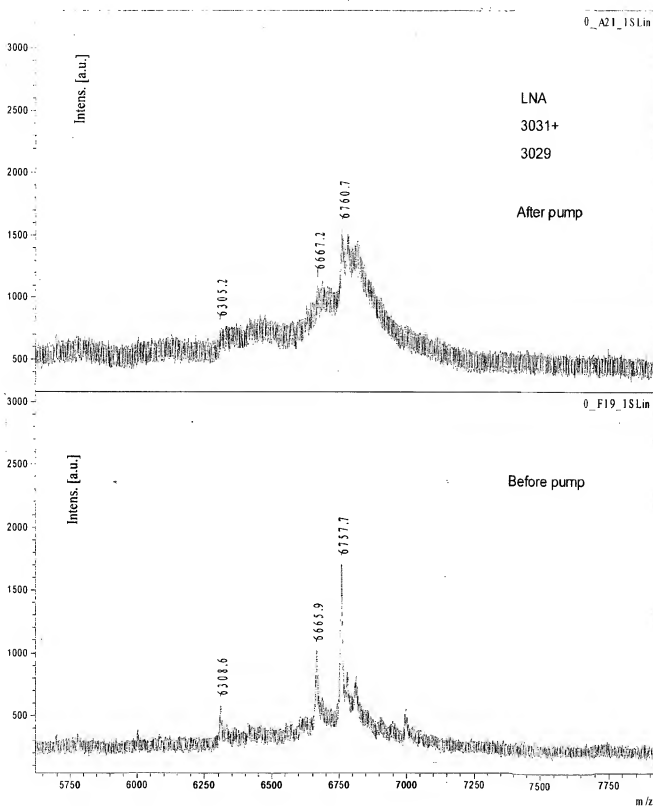 0_A21_1SLin
3000
Intens. [a.u.]
2500
2000
1500
1000
500
LNA
3031+
3029
After pump
6305.2
6667.2
6760.7
0_F19_1SLin
3000
Intens. [a.u.]
2500
2000
1500
1000
500
Before pump
6308.6
6665.9
6757.7
5750 6000 6250 6500 6750 7000 7250 7500 7750
m/z